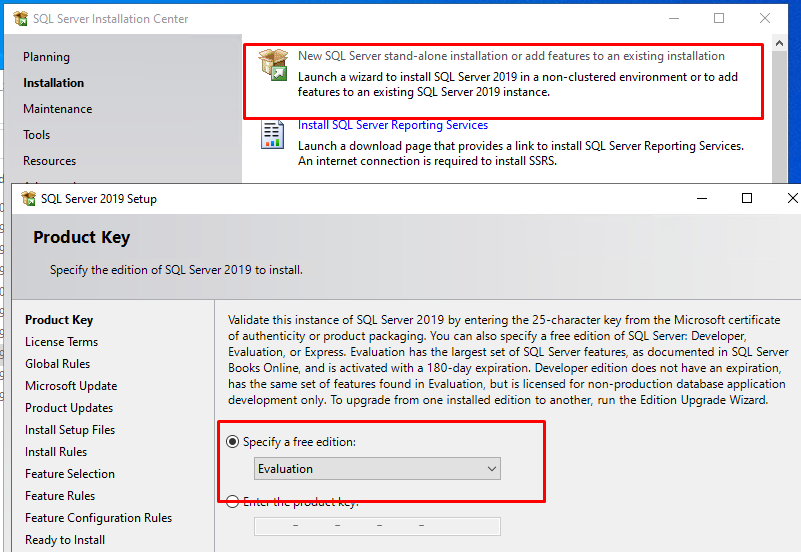 SQL Server Installation Center
Planning
Installation
Maintenance
Tools
Resources
New SQL Server stand-alone installation or add features to an existing installation
Launch a wizard to install SQL Server 2019 in a non-clustered environment or to add
features to an existing SQL Server 2019 instance.
Install SQL Server Reporting Services
Launch a download page that provides a link to install SQL Server Reporting Services.
An internet connection is required to install SSRS.
SQL Server 2019 Setup
Product Key
Specify the edition of SQL Server 2019 to install.
Product Key
License Terms
Global Rules
Microsoft Update
Product Updates
Install Setup Files
Install Rules
Feature Selection
Feature Rules
Feature Configuration Rules
Ready to Install
Validate this instance of SQL Server 2019 by entering the 25-character key from the Microsoft certificate
of authenticity or product packaging. You can also specify a free edition of SQL Server: Developer,
Evaluation, or Express. Evaluation has the largest set of SQL Server features, as documented in SQL Server
Books Online, and is activated with a 180-day expiration. Developer edition does not have an expiration,
has the same set of features found in Evaluation, but is licensed for non-production database application
development only. To upgrade from one installed edition to another, run the Edition Upgrade Wizard.
Specify a free edition:
Evaluation
Enter the product key:
- - - -